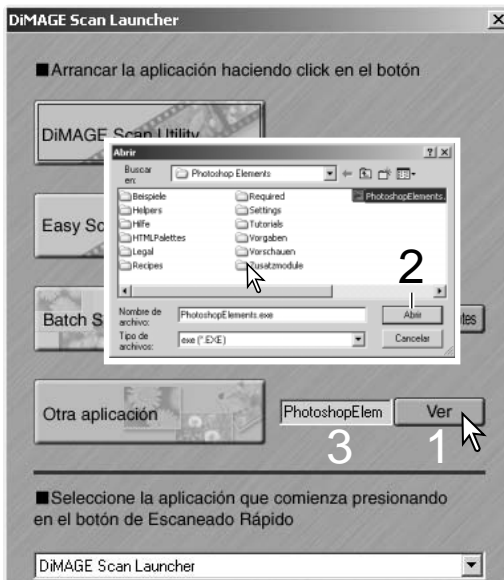 DiMAGE Scan Launcher
■Arrancar la aplicación haciendo click en el botón
DiMAGE Scan Utility
Abrir
Buscar en:
Photoshop Elements
Beispiele
Helpers
Hilfe
HTMLPalettes
Legal
Recipes
Required
Settings
Tutorials
Vorgaben
Vorschauen
Zusatzmodule
PhotoshopElements.
2
Nombre de archivo:
PhotoshopElements.exe
Abrir
Tipo de archivos:
exe (*.EXE)
Cancelar
Easy Sc
Batch S
tes
Otra aplicación
PhotoshopElem
Ver
3
1
■Seleccione la aplicación que comienza presionando
en el botón de Escaneado Rápido
DiMAGE Scan Launcher